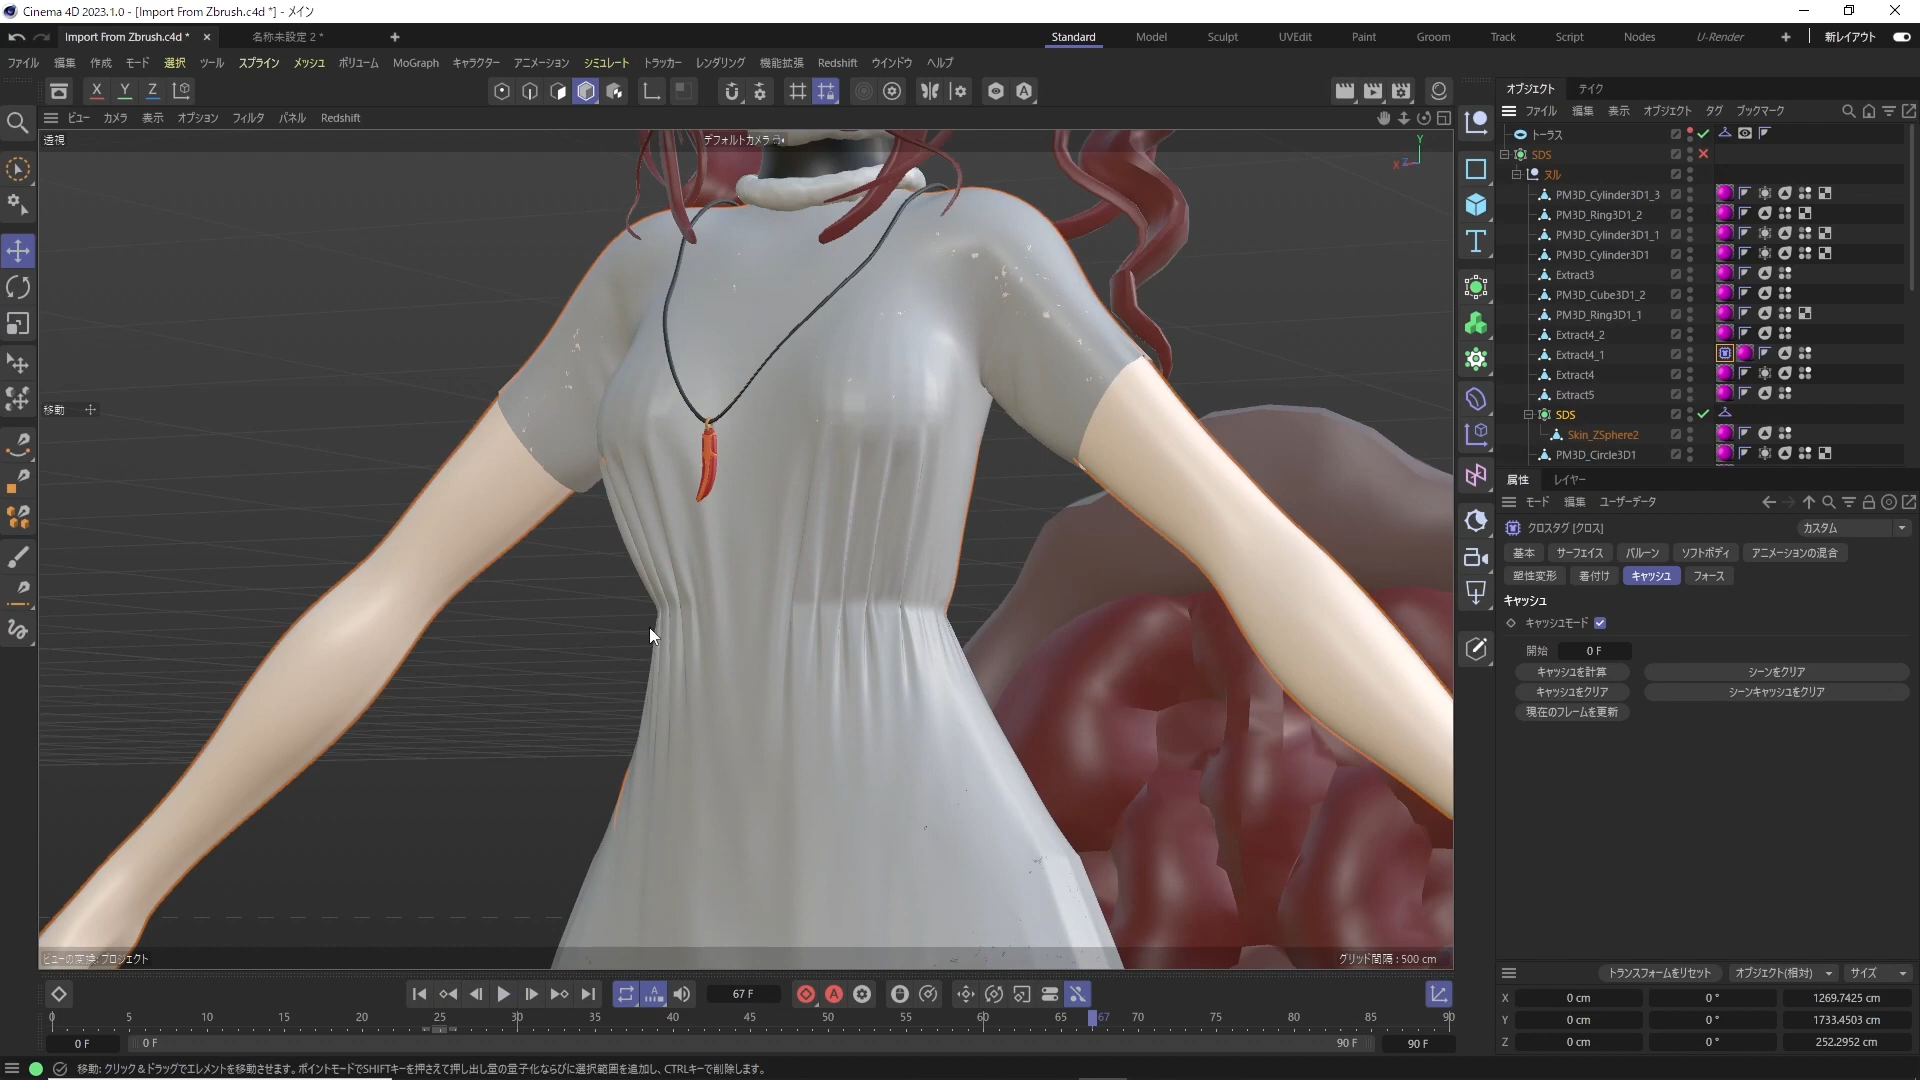 Cinema 4D 2023.1.0 - [Import From Zbrush.c4d *] - メイン
Import From Zbrush.c4d *
名称未設定 2 *
Standard Model Sculpt UVEdit Paint Groom Track Script Nodes U-Render 新レイアウト
ファイル 編集 作成 モード 選択 ツール スプライン メッシュ ボリューム MoGraph キャラクター アニメーション シミュレート トラッカー レンダリング 機能拡張 Redshift ウインドウ ヘルプ
X Y Z
オブジェクト テイク
ファイル 編集 表示 オブジェクト タグ ブックマーク
ビュー カメラ 表示 オプション フィルタ パネル Redshift
透視
デフォルトカメラ
Y
X Z
移動
トーラス
SDS
ヌル
PM3D_Cylinder3D1_3
PM3D_Ring3D1_2
PM3D_Cylinder3D1_1
PM3D_Cylinder3D1
Extract3
PM3D_Cube3D1_2
PM3D_Ring3D1_1
Extract4_2
Extract4_1
Extract4
Extract5
SDS
Skin_ZSphere2
PM3D_Circle3D1
属性 レイヤー
モード 編集 ユーザーデータ
クロスタグ [クロス]
カスタム
基本 サーフェイス バルーン ソフトボディ アニメーションの混合
塑性変形 着付け キャッシュ フォース
キャッシュ
キャッシュモード
開始 0 F
キャッシュを計算 シーンをクリア
キャッシュをクリア シーンキャッシュをクリア
現在のフレームを更新
ビューの変換: プロジェクト
グリッド間隔 : 500 cm
67 F
0 5 10 15 20 25 30 35 40 45 50 55 60 65 67 70 75 80 85 90
0 F 0 F 90 F 90 F
トランスフォームをリセット オブジェクト(相対) サイズ
X 0 cm 0 ° 1269.7425 cm
Y 0 cm 0 ° 1733.4503 cm
Z 0 cm 0 ° 252.2952 cm
移動: クリック＆ドラッグでエレメントを移動させます。ポイントモードでSHIFTキーを押さえて押し出し量の量子化ならびに選択範囲を追加し、CTRLキーで削除します。